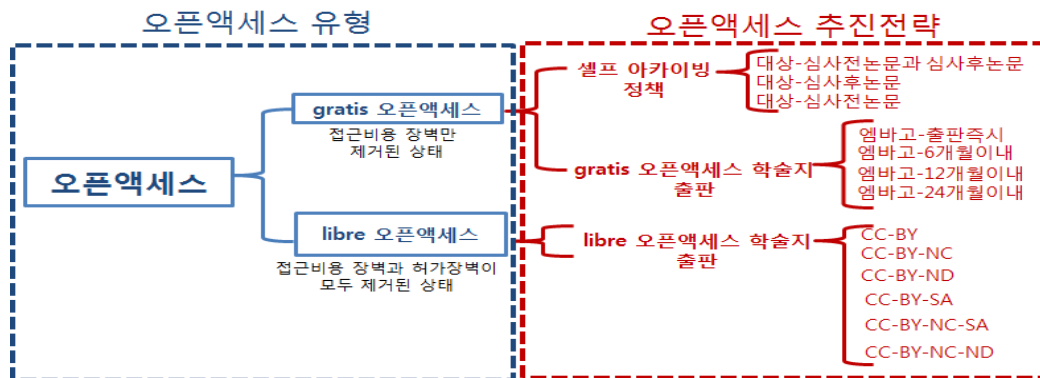 오픈액세스 유형
오픈액세스
gratis 오픈액세스
접근비용 장벽만
제거된 상태
libre 오픈액세스
접근비용 장벽과 허가장벽이
모두 제거된 상태
오픈액세스 추진전략
셀프 아카이빙
정책
대상-심사전논문과 심사후논문
대상-심사후논문
대상-심사전논문
gratis 오픈액세스 학술지
출판
엠바고-출판즉시
엠바고-6개월이내
엠바고-12개월이내
엠바고-24개월이내
libre 오픈액세스 학술지
출판
CC-BY
CC-BY-NC
CC-BY-ND
CC-BY-SA
CC-BY-NC-SA
CC-BY-NC-ND